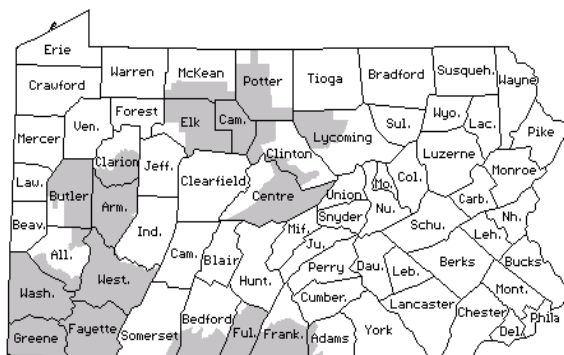 Erie
Crawford
Warren
McKean
Potter
Tioga
Bradford
Susqueh.
Wayne
Mercer
Ven.
Forest
Elk
Cam.
Lycoming
Sul.
Wyo.
Lac.
Pike
Law.
Butler
Clarion
Jeff.
Clearfield
Clinton
Centre
Union
Mo.
Col.
Luzerne
Monroe
Beav.
Arm.
Ind.
Snyder
Nu.
Carb.
Nh.
All.
West.
Cam.
Blair
Hunt.
Mif.
Ju.
Perry
Dau.
Leb.
Schu.
Leh.
Berks
Bucks
Wash.
Greene
Fayette
Somerset
Bedford
Ful.
Frank.
Cumber.
Adams
York
Lancaster
Chester
Mont.
Del.
Phila